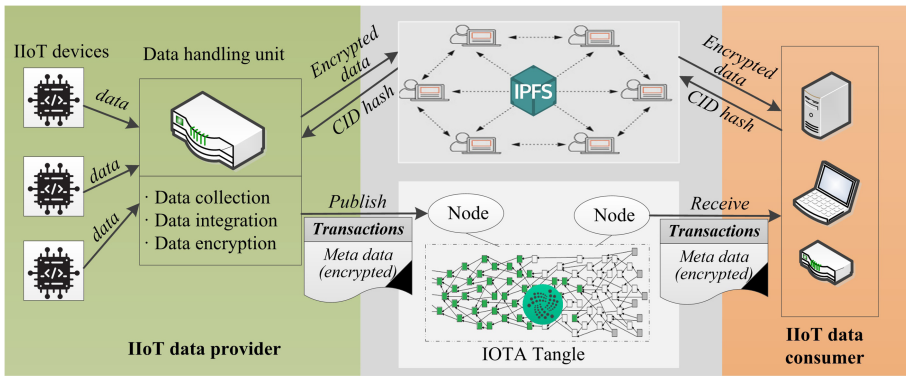 IIoT devices
Data handling unit
data
data
data
· Data collection
· Data integration
· Data encryption
IIoT data provider
Encrypted
data
CID hash
IPFS
Encrypted
data
CID hash
Publish
Transactions
Meta data
(encrypted)
Node
Node
IOTA Tangle
Receive
Transactions
Meta data
(encrypted)
IIoT data
consumer